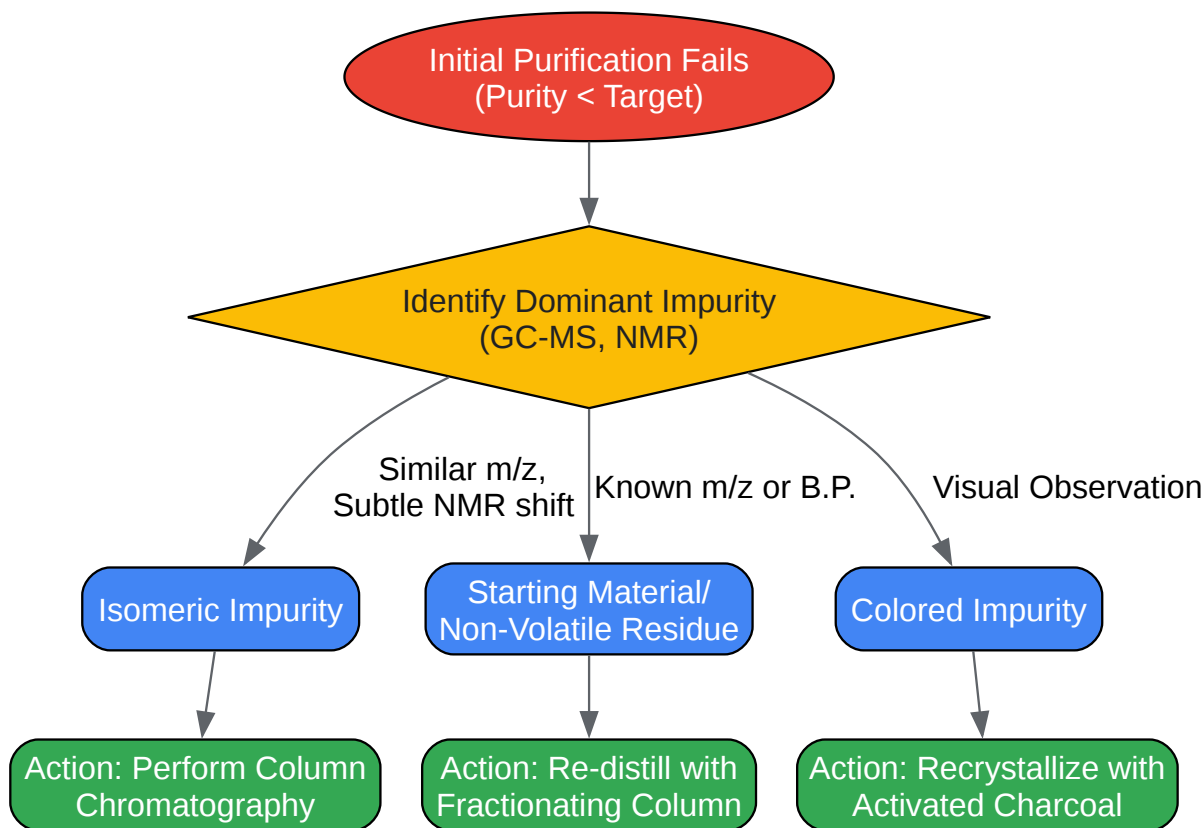 Initial Purification Fails
(Purity < Target)
Identify Dominant Impurity
(GC-MS, NMR)
Similar m/z,
Subtle NMR shift
Known m/z or B.P.
Visual Observation
Isomeric Impurity
Starting Material/
Non-Volatile Residue
Colored Impurity
Action: Perform Column
Chromatography
Action: Re-distill with
Fractionating Column
Action: Recrystallize with
Activated Charcoal